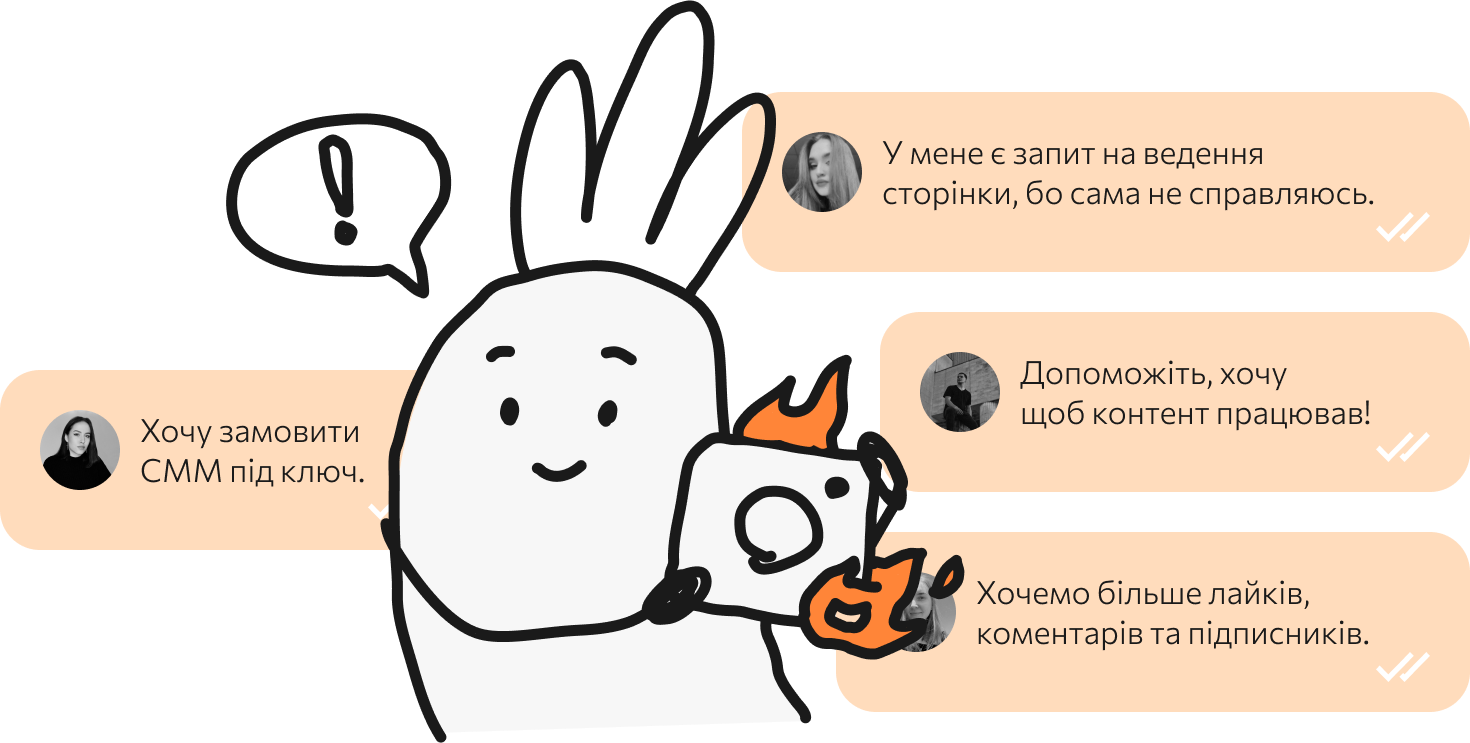 !
У мене є запит на ведення
сторінки, бо сама не справляюсь.
Допоможіть, хочу
щоб контент працював!
Хочу замовити
СММ під ключ.
Хочемо більше лайків,
коментарів та підписників.